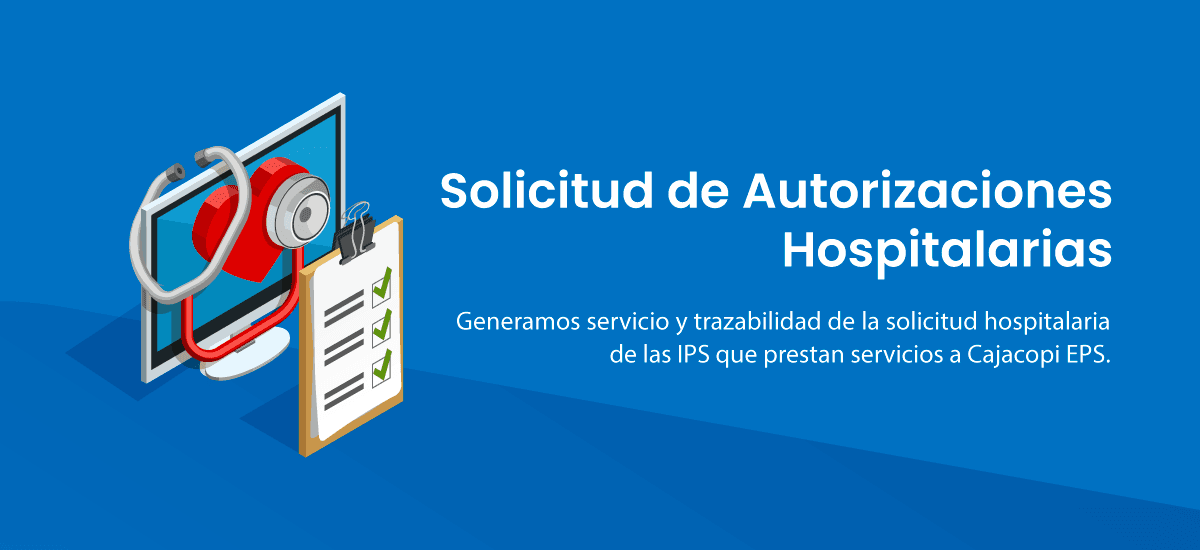 Solicitud de Autorizaciones
Hospitalarias
Generamos servicio y trazabilidad de la solicitud hospitalaria
de las IPS que prestan servicios a Cajacopi EPS.